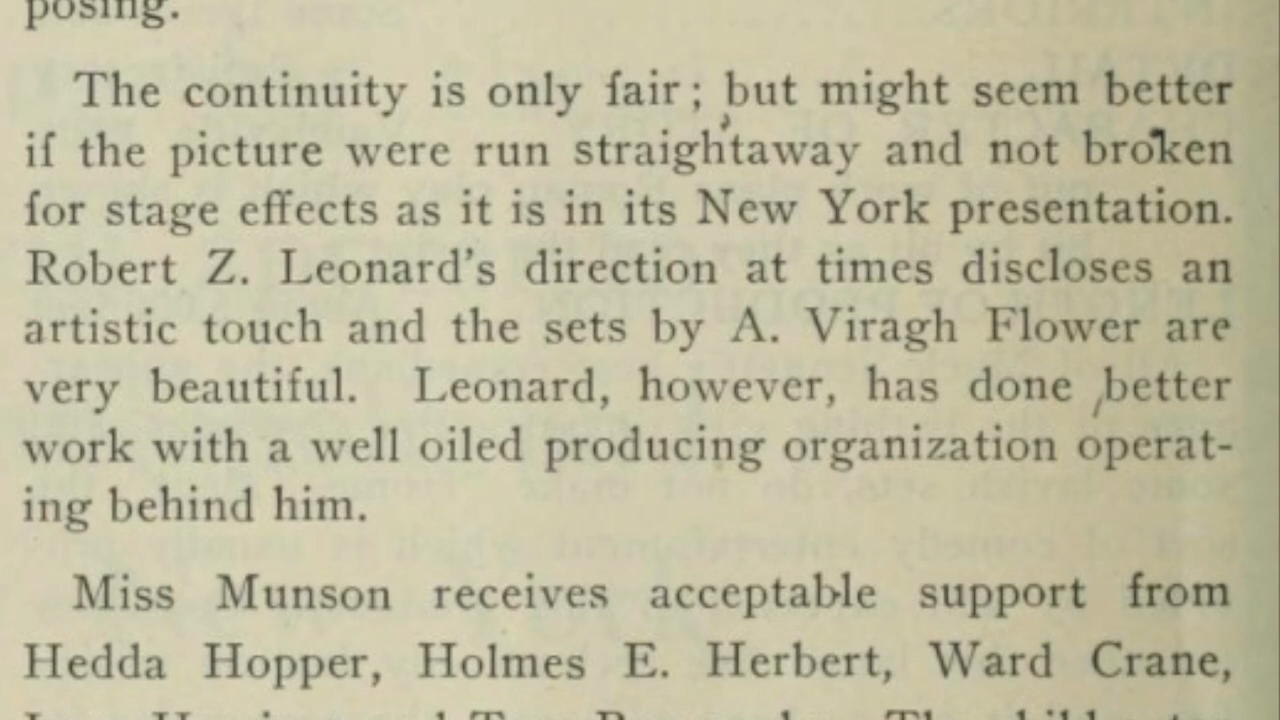 posing.
The continuity is only fair; but might seem better
if the picture were run straightaway and not broken
for stage effects as it is in its New York presentation.
Robert Z. Leonard's direction at times discloses an
artistic touch and the sets by A. Viragh Flower are
very beautiful. Leonard, however, has done better
work with a well oiled producing organization operat-
ing behind him.
Miss Munson receives acceptable support from
Hedda Hopper, Holmes E. Herbert, Ward Crane,